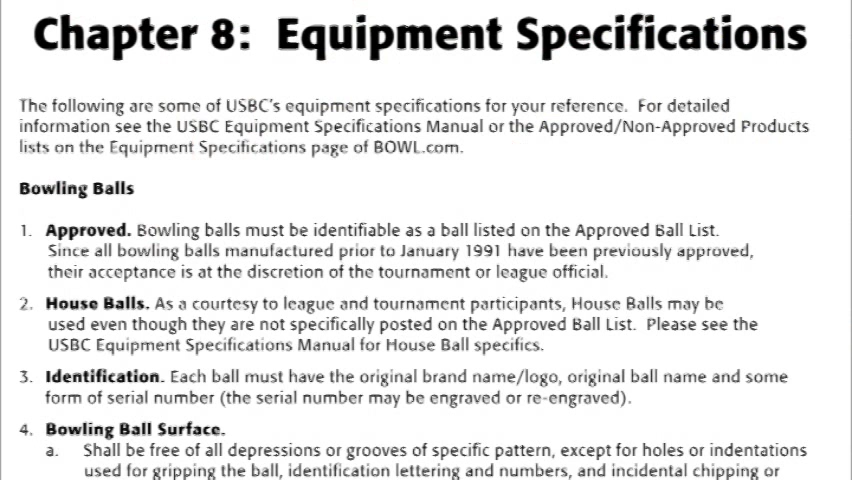 Chapter 8: Equipment Specifications
The following are some of USBC's equipment specifications for your reference. For detailed
information see the USBC Equipment Specifications Manual or the Approved/Non-Approved Products
lists on the Equipment Specifications page of BOWL.com.
Bowling Balls
1. Approved. Bowling balls must be identifiable as a ball listed on the Approved Ball List.
Since all bowling balls manufactured prior to January 1991 have been previously approved,
their acceptance is at the discretion of the tournament or league official.
2. House Balls. As a courtesy to league and tournament participants, House Balls may be
used even though they are not specifically posted on the Approved Ball List. Please see the
USBC Equipment Specifications Manual for House Ball specifics.
3. Identification. Each ball must have the original brand name/logo, original ball name and some
form of serial number (the serial number may be engraved or re-engraved).
4. Bowling Ball Surface.
a. Shall be free of all depressions or grooves of specific pattern, except for holes or indentations
used for gripping the ball, identification lettering and numbers, and incidental chipping or